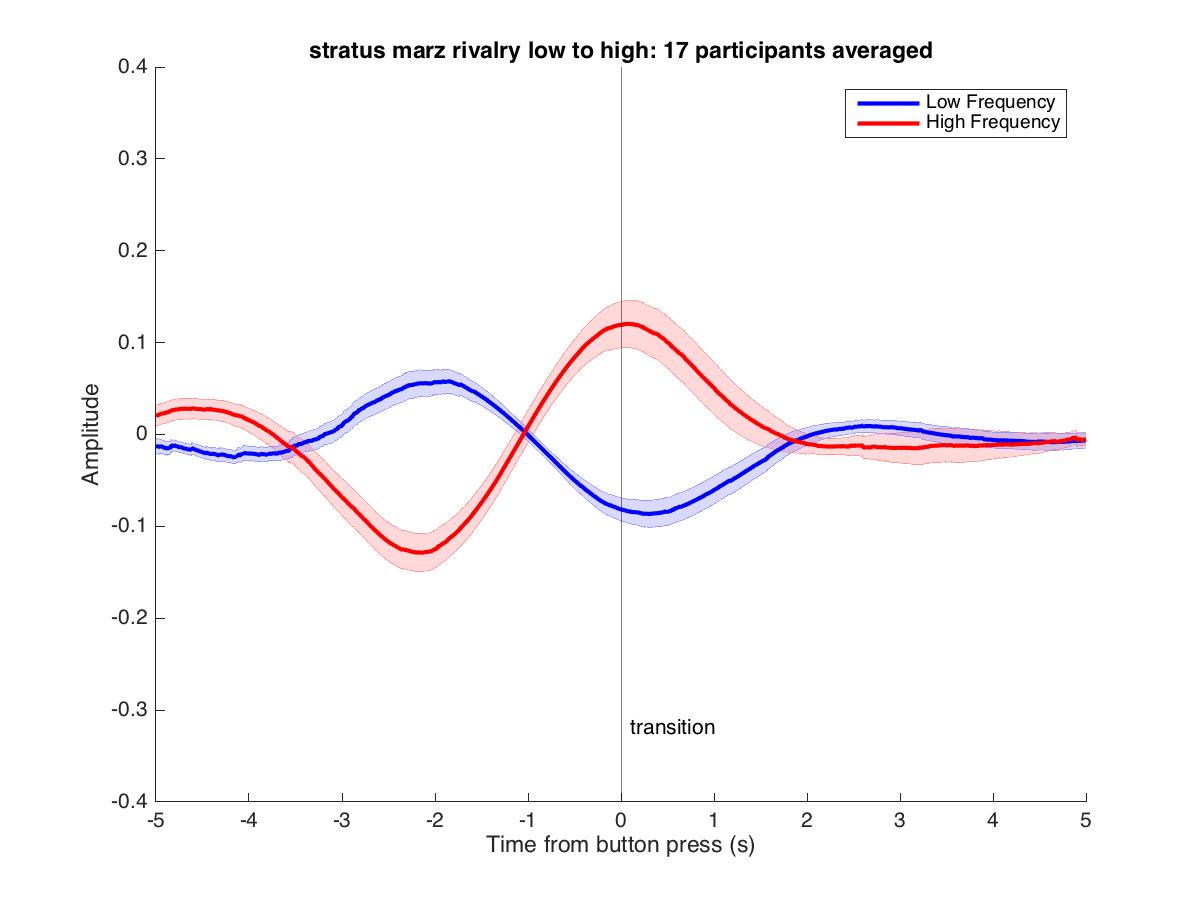 stratus marz rivalry low to high: 17 participants averaged
0.4
0.3
0.2
0.1
0
-0.1
-0.2
-0.3
-0.4
Amplitude
Low Frequency
High Frequency
transition
-5 -4 -3 -2 -1 0 1 2 3 4 5
Time from button press (s)